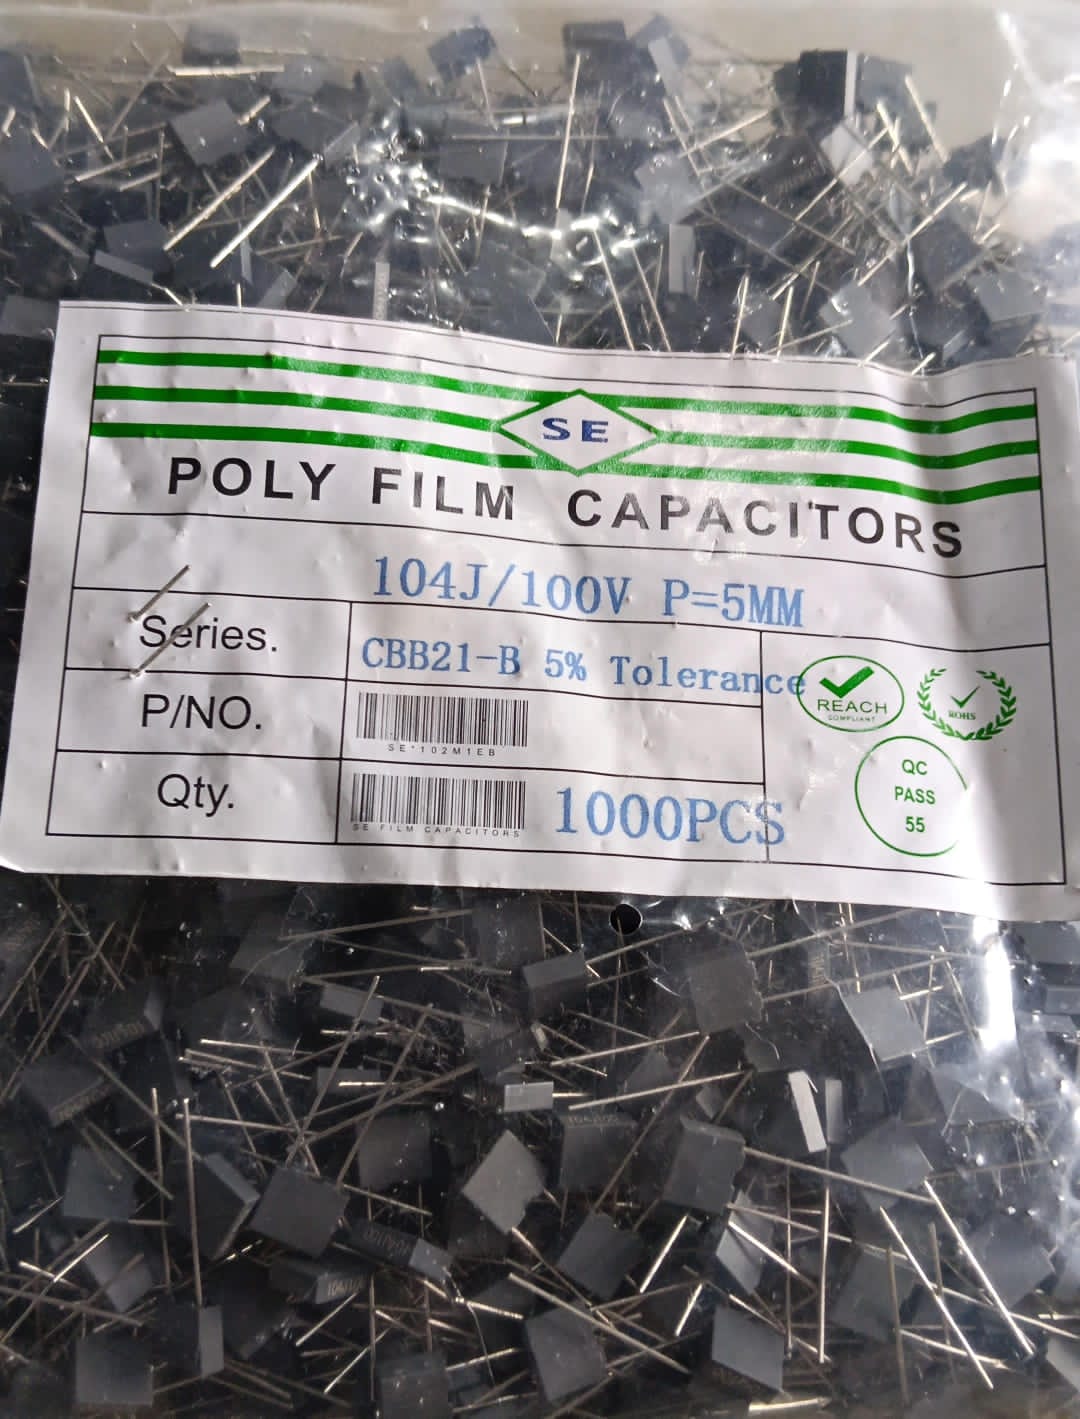 SE
POLY FILM CAPACITORS
104J/100V P=5MM
Series. CBB21-B 5% Tolerance
REACH
COMPLIANT
ROHS
P/NO.
SE*102M1EB
QC
PASS
55
Qty. 1000PCS
SE FILM CAPACITORS